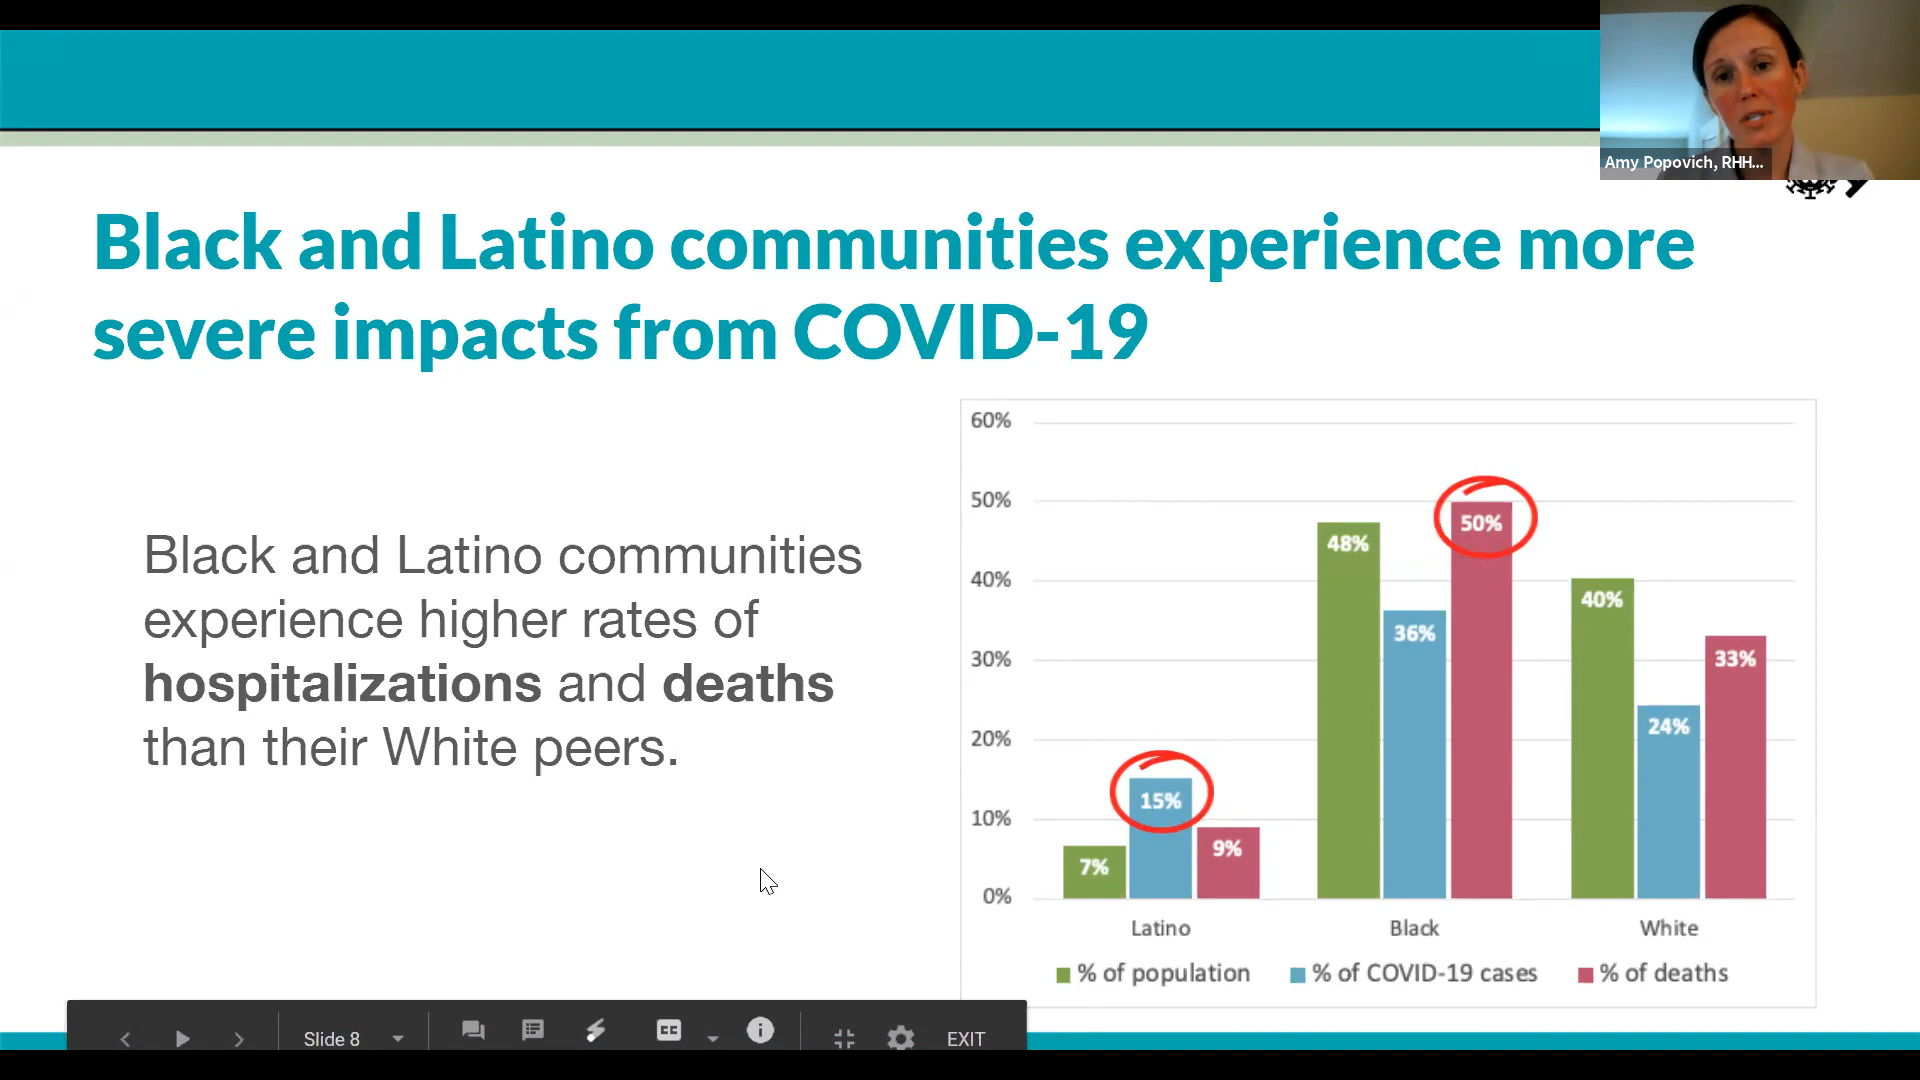 Amy Popovich, RHH...
Black and Latino communities experience more
severe impacts from COVID-19
Black and Latino communities
experience higher rates of
hospitalizations and deaths
than their White peers.
60%
50%
40%
30%
20%
10%
0%
7%
15%
9%
48%
36%
50%
40%
24%
33%
Latino Black White
% of population % of COVID-19 cases % of deaths
Slide 8 CC i EXIT